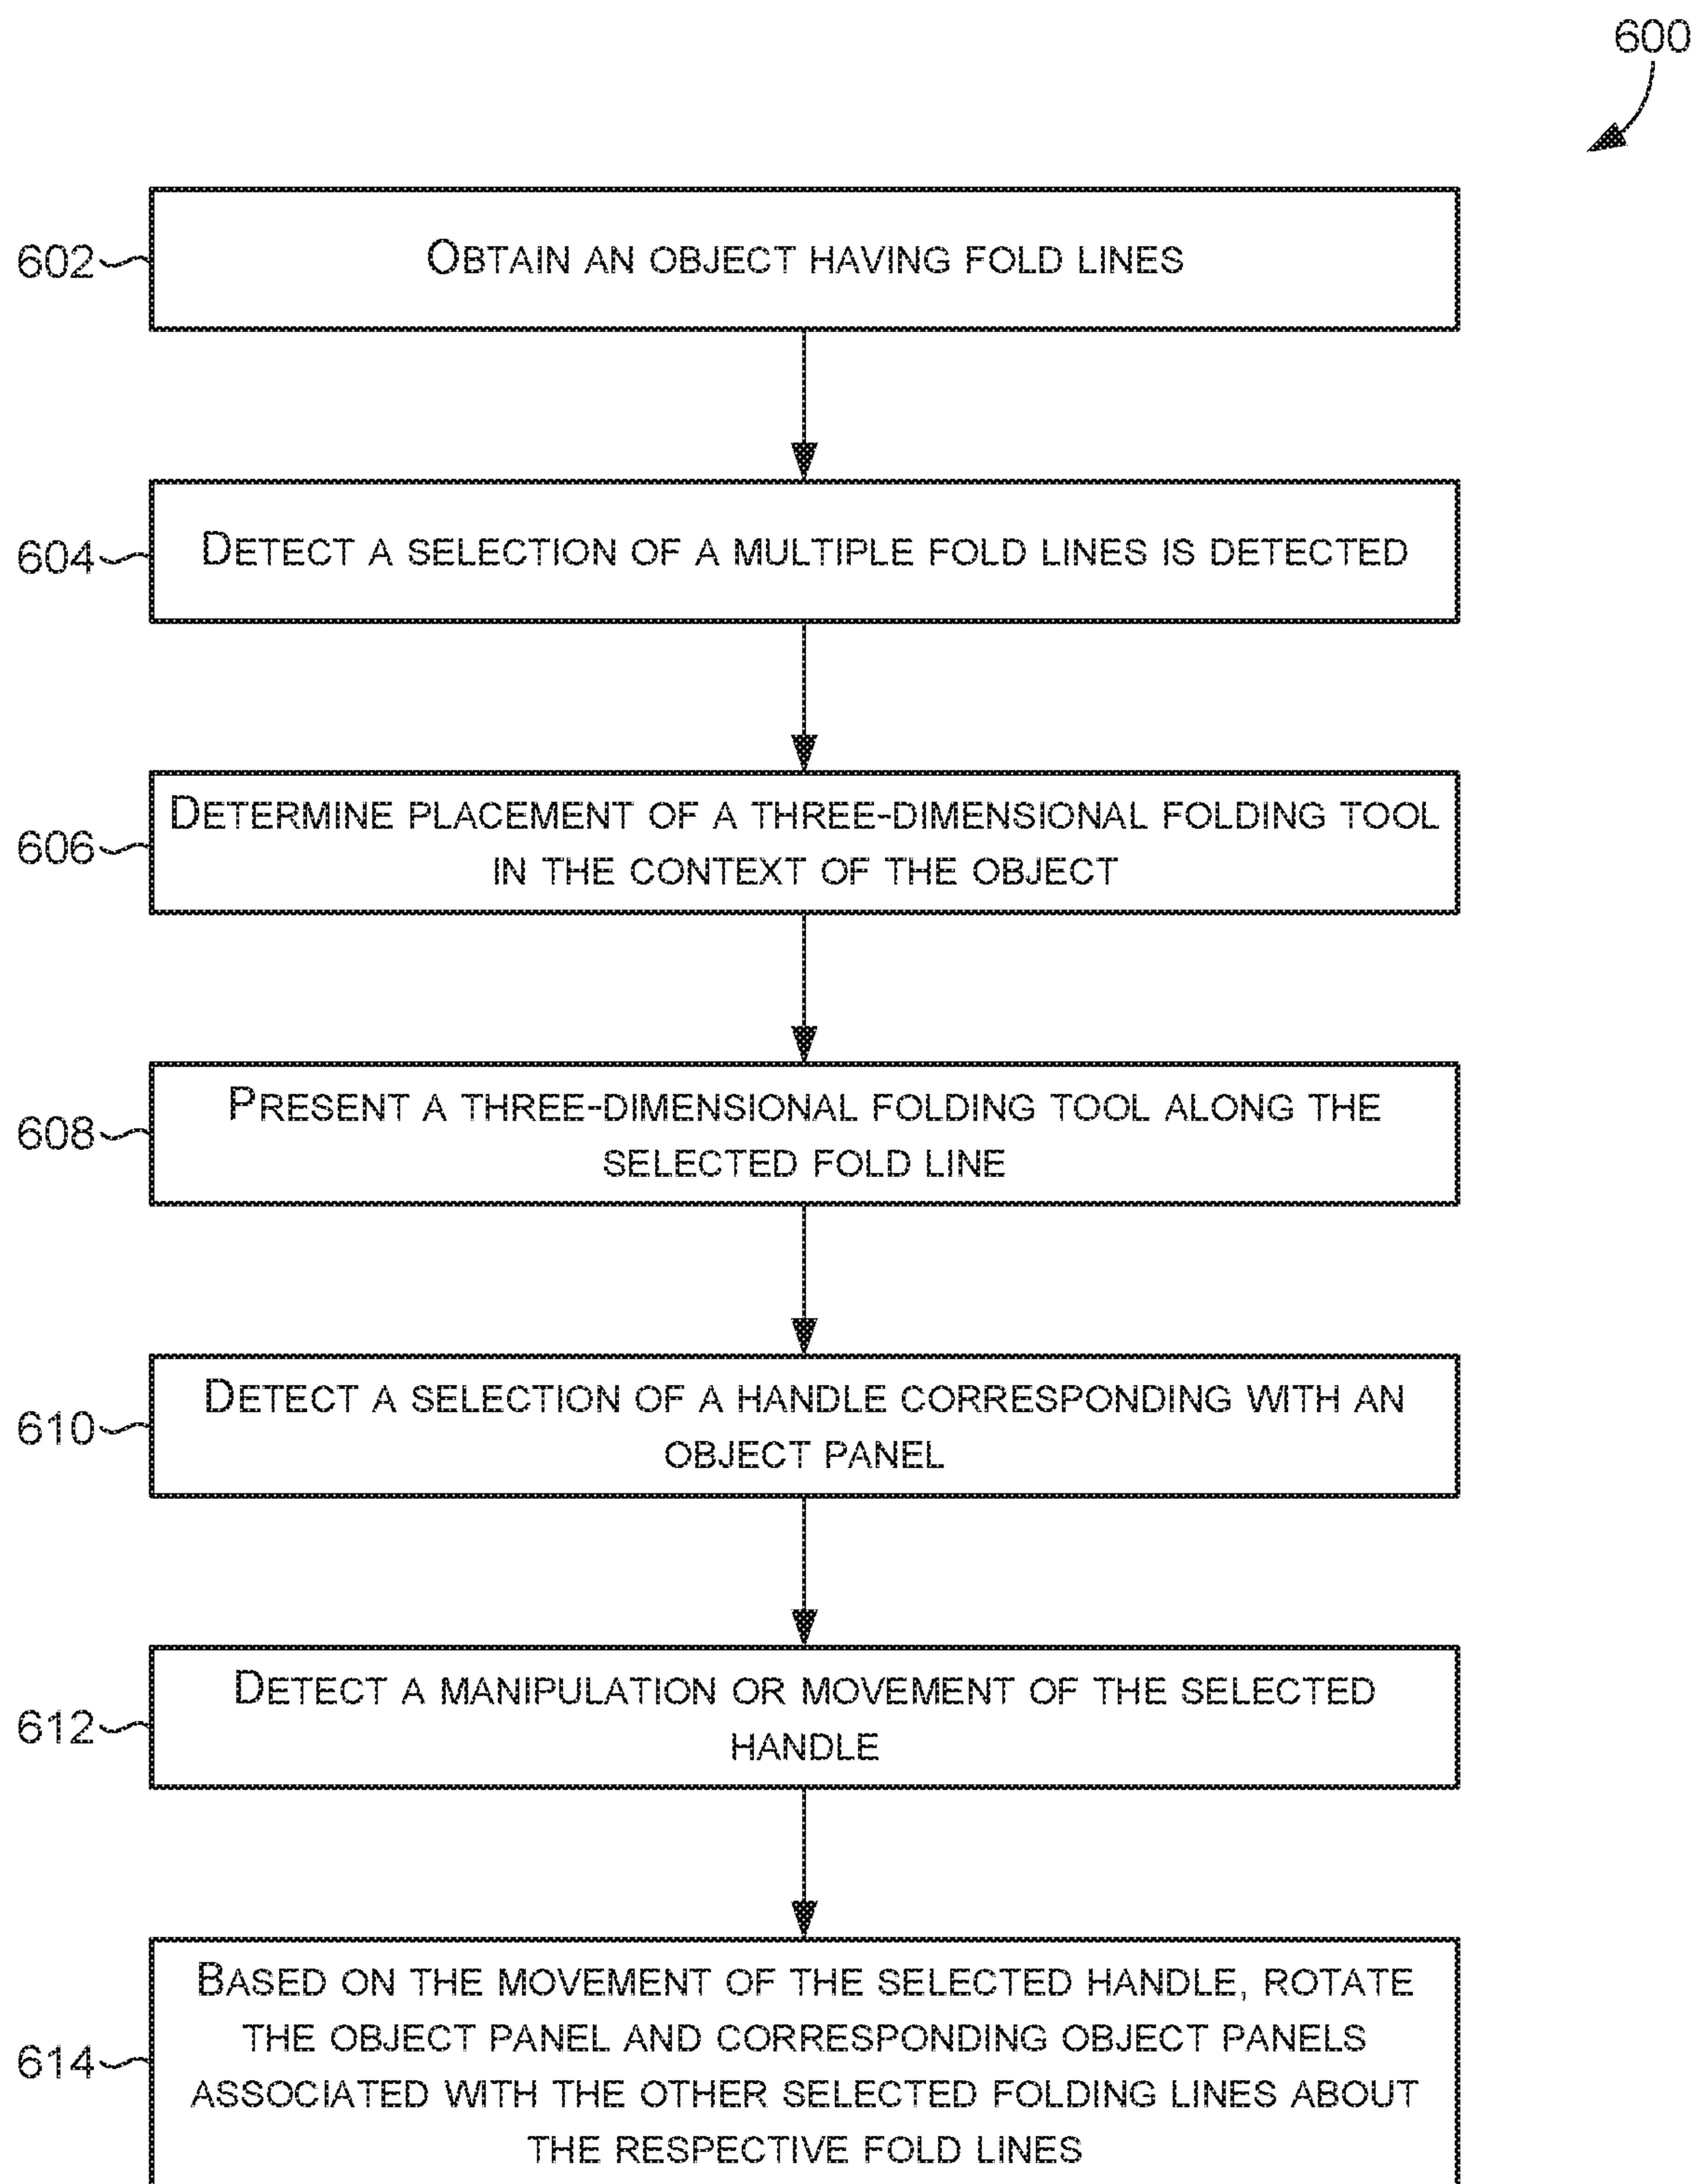 600
602
OBTAIN AN OBJECT HAVING FOLD LINES
604
DETECT A SELECTION OF A MULTIPLE FOLD LINES IS DETECTED
606
DETERMINE PLACEMENT OF A THREE-DIMENSIONAL FOLDING TOOL
IN THE CONTEXT OF THE OBJECT
608
PRESENT A THREE-DIMENSIONAL FOLDING TOOL ALONG THE
SELECTED FOLD LINE
610
DETECT A SELECTION OF A HANDLE CORRESPONDING WITH AN
OBJECT PANEL
612
DETECT A MANIPULATION OR MOVEMENT OF THE SELECTED
HANDLE
614
BASED ON THE MOVEMENT OF THE SELECTED HANDLE, ROTATE
THE OBJECT PANEL AND CORRESPONDING OBJECT PANELS
ASSOCIATED WITH THE OTHER SELECTED FOLDING LINES ABOUT
THE RESPECTIVE FOLD LINES